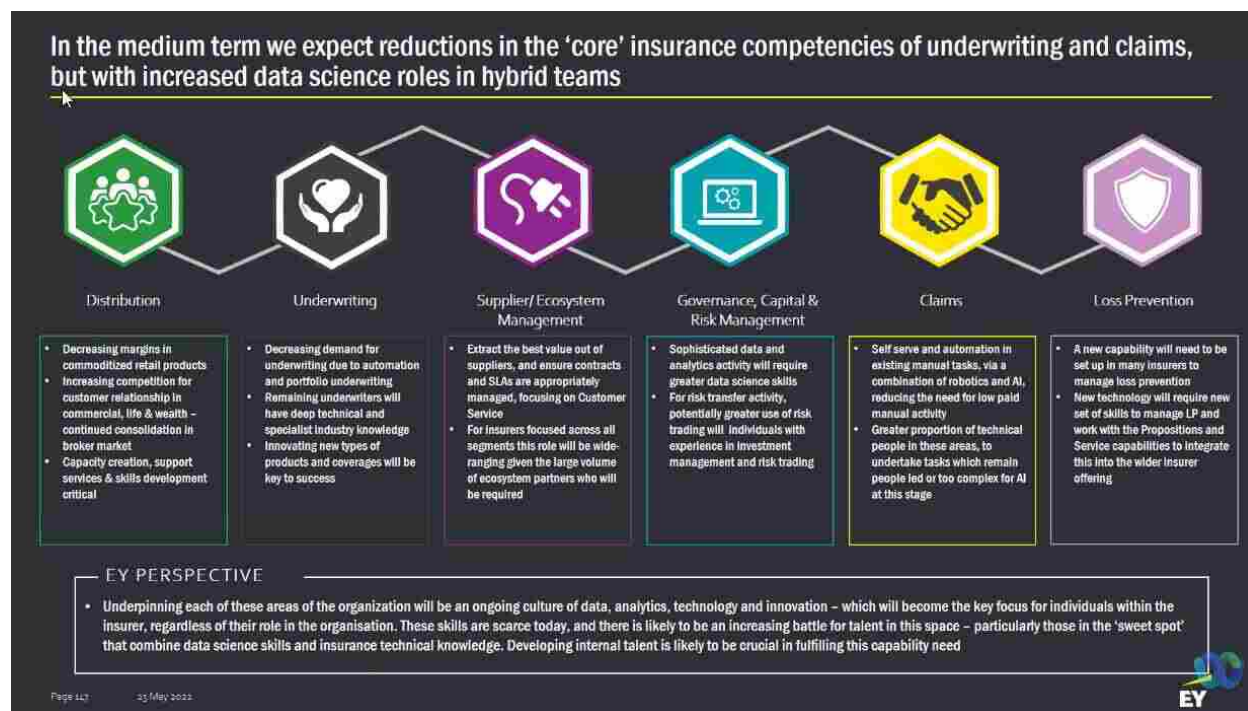 In the medium term we expect reductions in the ‘core’ insurance competencies of underwriting and claims,
but with increased data science roles in hybrid teams
Distribution
• Decreasing margins in
commoditized retail products
• Increasing competition for
customer relationship in
commercial, life & wealth –
continued consolidation in
broker market
• Capacity creation, support
services & skills development
critical
Underwriting
• Decreasing demand for
underwriting due to automation
and portfolio underwriting
• Remaining underwriters will
have deep technical and
specialist industry knowledge
• Innovating new types of
products and coverages will be
key to success
Supplier/ Ecosystem
Management
• Extract the best value out of
suppliers, and ensure contracts
and SLAs are appropriately
managed, focusing on Customer
Service
• For insurers focused across all
segments this role will be wide-
ranging given the large volume
of ecosystem partners who will
be required
Governance, Capital &
Risk Management
• Sophisticated data and
analytics activity will require
greater data science skills
• For risk transfer activity,
potentially greater use of risk
trading will individuals with
experience in investment
management and risk trading
Claims
• Self serve and automation in
existing manual tasks, via a
combination of robotics and AI,
reducing the need for low paid
manual activity
• Greater proportion of technical
people in these areas, to
undertake tasks which remain
people led or too complex for AI
at this stage
Loss Prevention
• A new capability will need to be
set up in many insurers to
manage loss prevention
• New technology will require new
set of skills to manage LP and
work with the Propositions and
Service capabilities to integrate
this into the wider insurer
offering
EY PERSPECTIVE
• Underpinning each of these areas of the organization will be an ongoing culture of data, analytics, technology and innovation – which will become the key focus for individuals within the
insurer, regardless of their role in the organisation. These skills are scarce today, and there is likely to be an increasing battle for talent in this space – particularly those in the ‘sweet spot’
that combine data science skills and insurance technical knowledge. Developing internal talent is likely to be crucial in fulfilling this capability need
Page 147
23 May 2022
EY